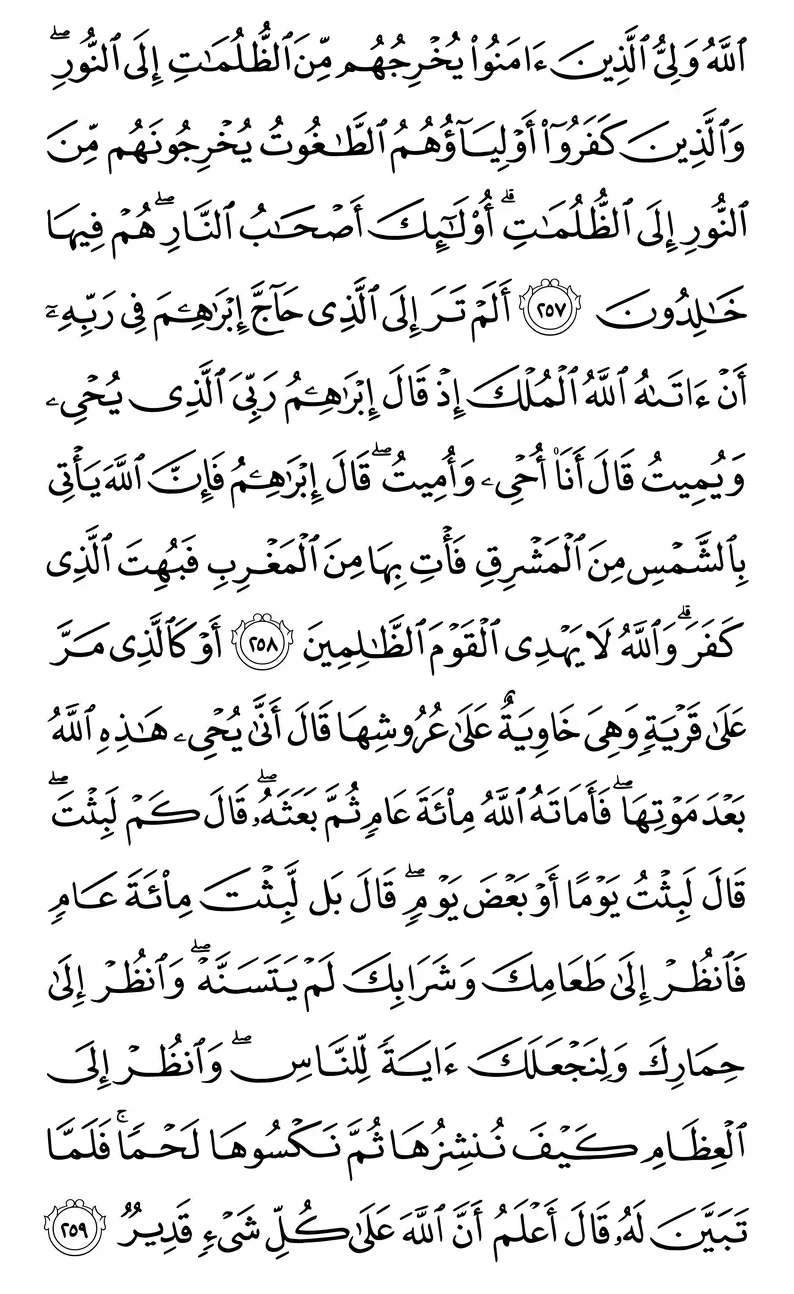 ٱللَّهُ وَلِىُّ ٱلَّذِينَ ءَامَنُوا۟ يُخْرِجُهُم مِّنَ ٱلظُّلُمَـٰتِ إِلَى ٱلنُّورِ ۖ
وَٱلَّذِينَ كَفَرُوٓا۟ أَوْلِيَآؤُهُمُ ٱلطَّـٰغُوتُ يُخْرِجُونَهُم مِّنَ
ٱلنُّورِ إِلَى ٱلظُّلُمَـٰتِ ۗ أُو۟لَـٰٓئِكَ أَصْحَـٰبُ ٱلنَّارِ ۖ هُمْ فِيهَا
خَـٰلِدُونَ ٢٥٧ أَلَمْ تَرَ إِلَى ٱلَّذِى حَآجَّ إِبْرَٰهِـۧمَ فِى رَبِّهِۦٓ
أَنْ ءَاتَىٰهُ ٱللَّهُ ٱلْمُلْكَ إِذْ قَالَ إِبْرَٰهِـۧمُ رَبِّىَ ٱلَّذِى يُحْىِۦ
وَيُمِيتُ قَالَ أَنَا۠ أُحْىِۦ وَأُمِيتُ ۖ قَالَ إِبْرَٰهِـۧمُ فَإِنَّ ٱللَّهَ يَأْتِى
بِٱلشَّمْسِ مِنَ ٱلْمَشْرِقِ فَأْتِ بِهَا مِنَ ٱلْمَغْرِبِ فَبُهِتَ ٱلَّذِى
كَفَرَ ۗ وَٱللَّهُ لَا يَهْدِى ٱلْقَوْمَ ٱلظَّـٰلِمِينَ ٢٥٨ أَوْ كَٱلَّذِى مَرَّ
عَلَىٰ قَرْيَةٍ وَهِىَ خَاوِيَةٌ عَلَىٰ عُرُوشِهَا قَالَ أَنَّىٰ يُحْىِۦ هَـٰذِهِ ٱللَّهُ
بَعْدَ مَوْتِهَا ۖ فَأَمَاتَهُ ٱللَّهُ مِا۟ئَةَ عَامٍ ثُمَّ بَعَثَهُۥ ۖ قَالَ كَمْ لَبِثْتَ ۖ
قَالَ لَبِثْتُ يَوْمًا أَوْ بَعْضَ يَوْمٍ ۖ قَالَ بَل لَّبِثْتَ مِا۟ئَةَ عَامٍ
فَٱنظُرْ إِلَىٰ طَعَامِكَ وَشَرَابِكَ لَمْ يَتَسَنَّهْ ۖ وَٱنظُرْ إِلَىٰ
حِمَارِكَ وَلِنَجْعَلَكَ ءَايَةً لِّلنَّاسِ ۖ وَٱنظُرْ إِلَى
ٱلْعِظَامِ كَيْفَ نُنشِزُهَا ثُمَّ نَكْسُوهَا لَحْمًا ۚ فَلَمَّا
تَبَيَّنَ لَهُۥ قَالَ أَعْلَمُ أَنَّ ٱللَّهَ عَلَىٰ كُلِّ شَىْءٍ قَدِيرٌ ٢٥٩